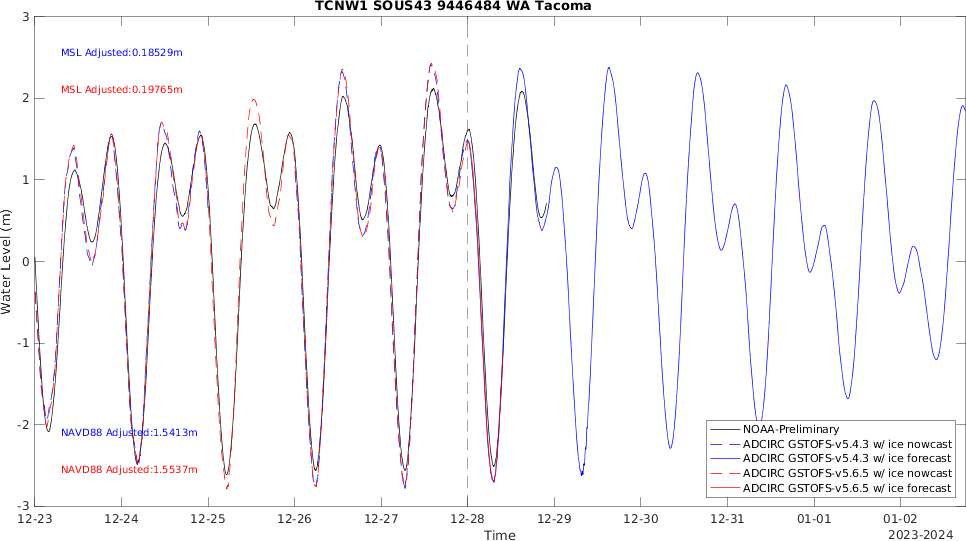 TCNW1 SOUS43 9446484 WA Tacoma
MSL Adjusted:0.18529m
MSL Adjusted:0.19765m
NAVD88 Adjusted:1.5413m
NAVD88 Adjusted:1.5537m
Water Level (m)
3
2
1
0
-1
-2
-3
NOAA-Preliminary
ADCIRC GSTOFS-v5.4.3 w/ ice nowcast
ADCIRC GSTOFS-v5.4.3 w/ ice forecast
ADCIRC GSTOFS-v5.6.5 w/ ice nowcast
ADCIRC GSTOFS-v5.6.5 w/ ice forecast
12-23 12-24 12-25 12-26 12-27 12-28 12-29 12-30 12-31 01-01 01-02
Time
2023-2024